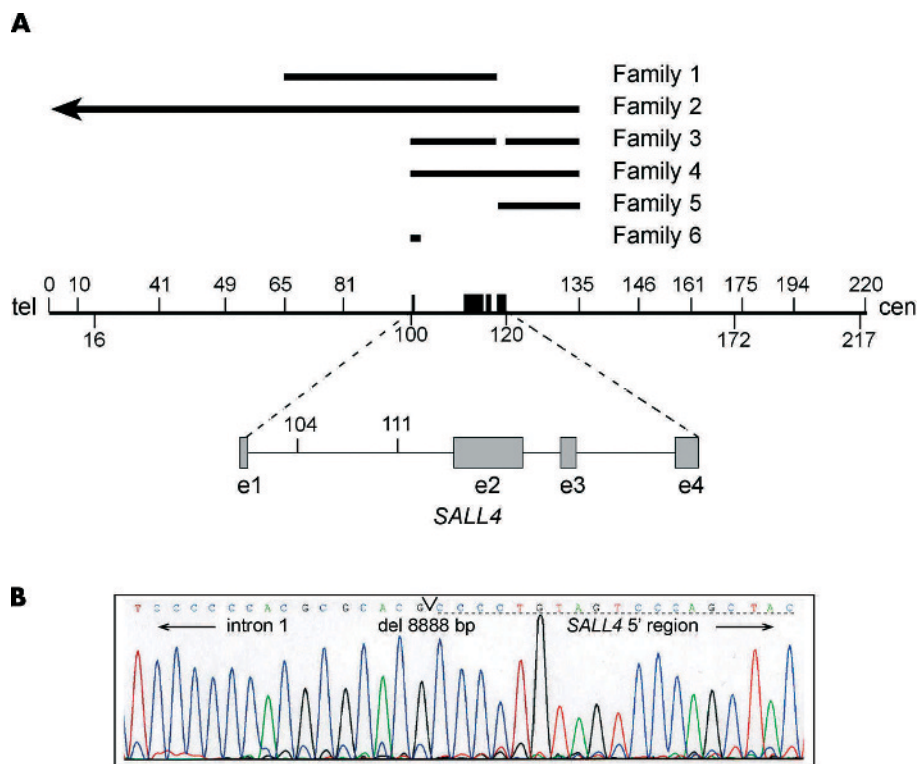 A
Family 1
Family 2
Family 3
Family 4
Family 5
Family 6
0 10 41 49 65 81 135 146 161 175 194 220
tel cen
16 100 120 172 217
104 111
e1 e2 e3 e4
SALL4
B
T C C C C C C A C G C G C A C G C C C C T G T A G T C C C A G C T A C
intron 1 del 8888 bp SALL4 5' region